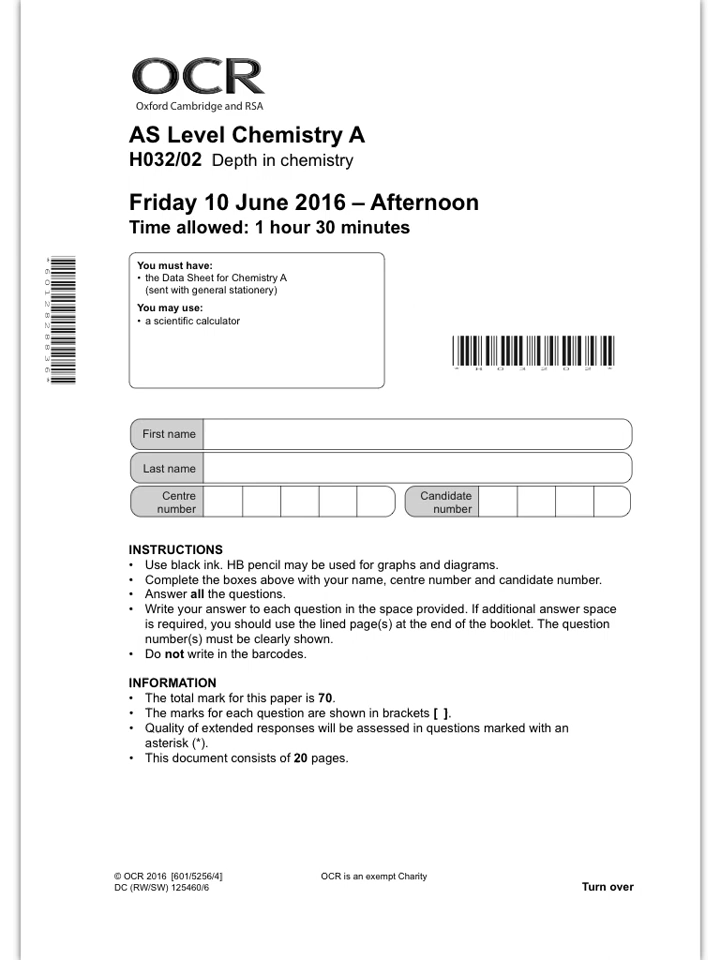 OCR
Oxford Cambridge and RSA
AS Level Chemistry A
H032/02 Depth in chemistry
Friday 10 June 2016 – Afternoon
Time allowed: 1 hour 30 minutes
You must have:
• the Data Sheet for Chemistry A
(sent with general stationery)
You may use:
• a scientific calculator
*6012828836*
*H03202*
First name
Last name
Centre
number
Candidate
number
INSTRUCTIONS
• Use black ink. HB pencil may be used for graphs and diagrams.
• Complete the boxes above with your name, centre number and candidate number.
• Answer all the questions.
• Write your answer to each question in the space provided. If additional answer space
is required, you should use the lined page(s) at the end of the booklet. The question
number(s) must be clearly shown.
• Do not write in the barcodes.
INFORMATION
• The total mark for this paper is 70.
• The marks for each question are shown in brackets [ ].
• Quality of extended responses will be assessed in questions marked with an
asterisk (*).
• This document consists of 20 pages.
© OCR 2016 [601/5256/4]
DC (RW/SW) 125460/6
OCR is an exempt Charity
Turn over